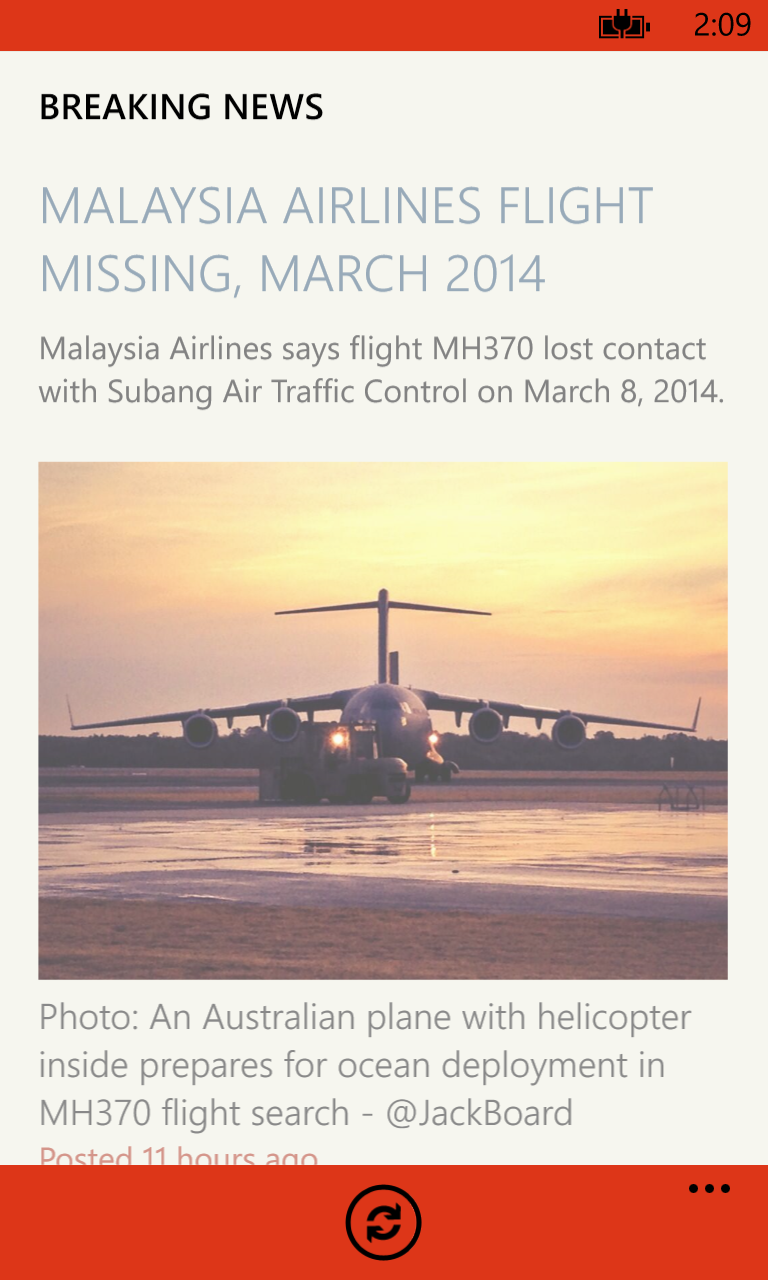 2:09
BREAKING NEWS
MALAYSIA AIRLINES FLIGHT
MISSING, MARCH 2014
Malaysia Airlines says flight MH370 lost contact
with Subang Air Traffic Control on March 8, 2014.
Photo: An Australian plane with helicopter
inside prepares for ocean deployment in
MH370 flight search - @JackBoard
Posted 11 hours ago